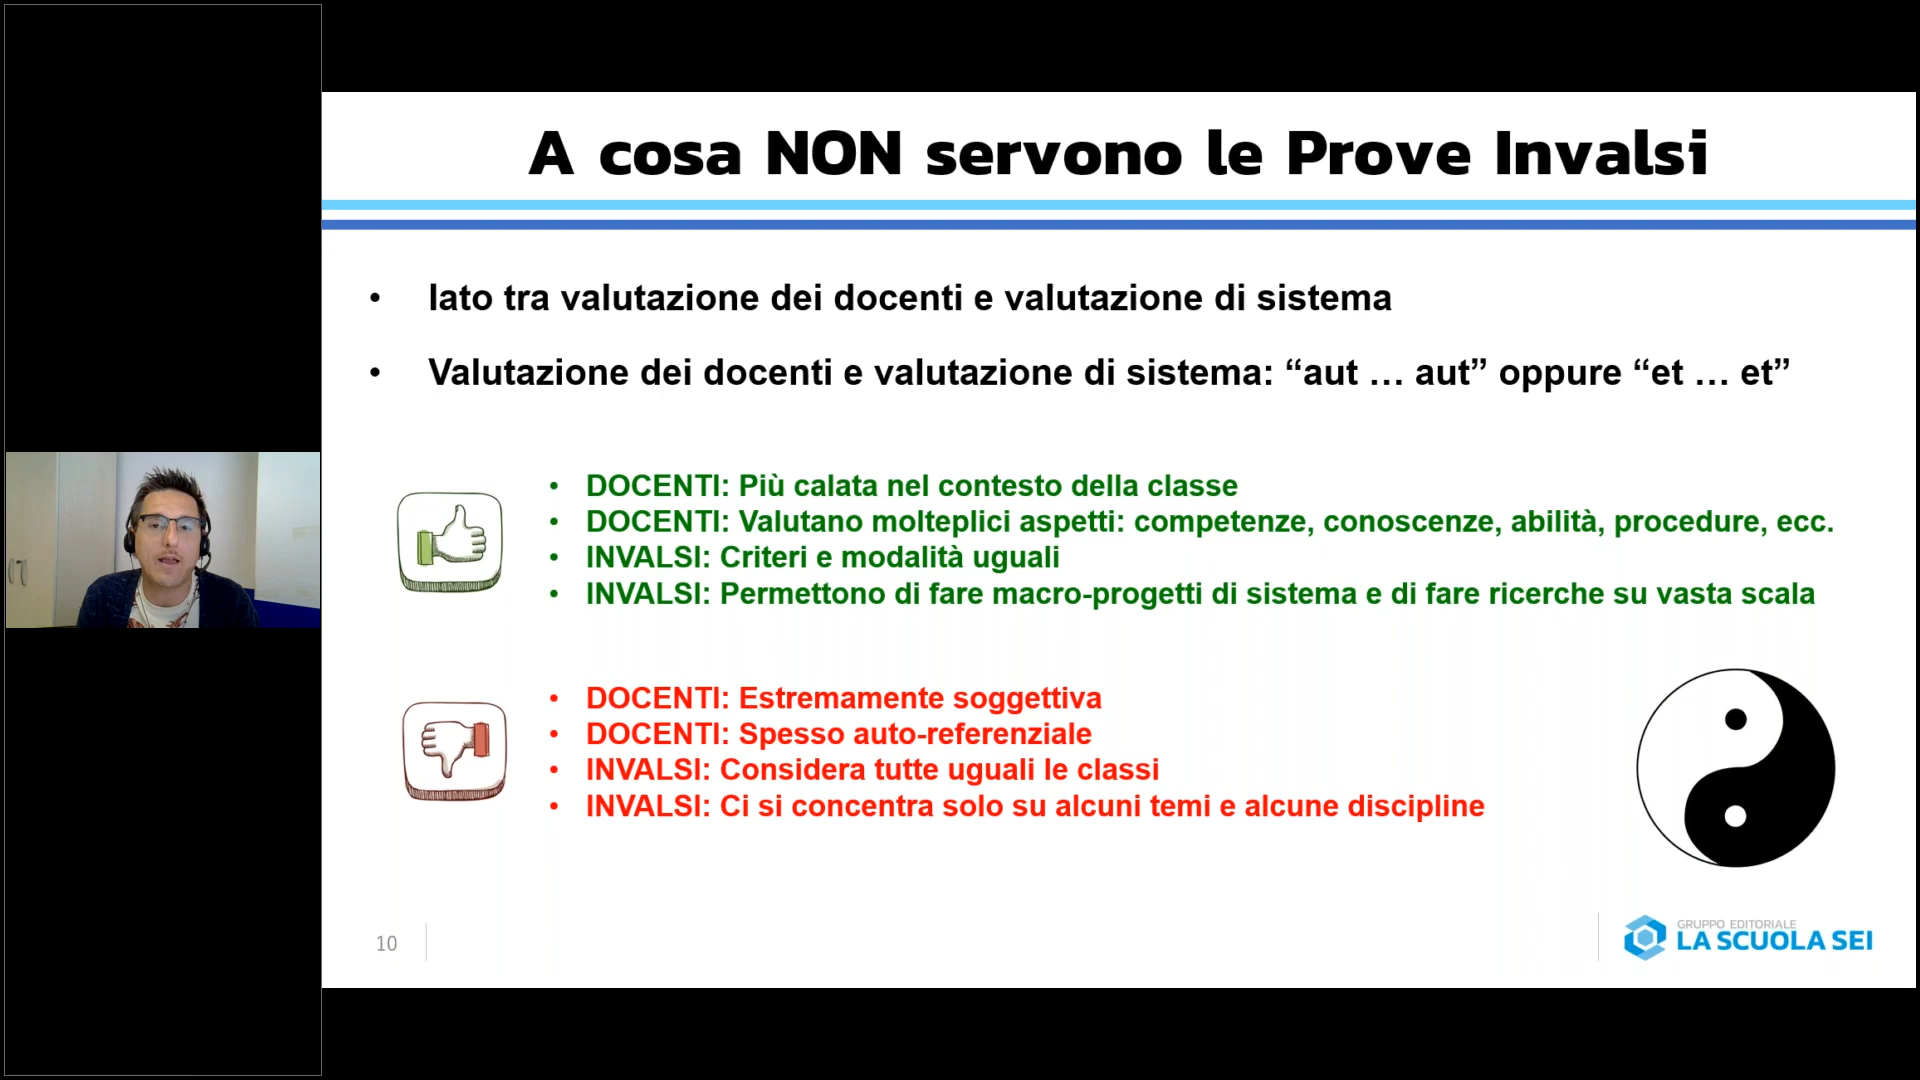 A cosa NON servono le Prove Invalsi
• Iato tra valutazione dei docenti e valutazione di sistema
• Valutazione dei docenti e valutazione di sistema: “aut … aut” oppure “et … et”
• DOCENTI: Più calata nel contesto della classe
• DOCENTI: Valutano molteplici aspetti: competenze, conoscenze, abilità, procedure, ecc.
• INVALSI: Criteri e modalità uguali
• INVALSI: Permettono di fare macro-progetti di sistema e di fare ricerche su vasta scala
• DOCENTI: Estremamente soggettiva
• DOCENTI: Spesso auto-referenziale
• INVALSI: Considera tutte uguali le classi
• INVALSI: Ci si concentra solo su alcuni temi e alcune discipline
10
GRUPPO EDITORIALE
LA SCUOLA SEI